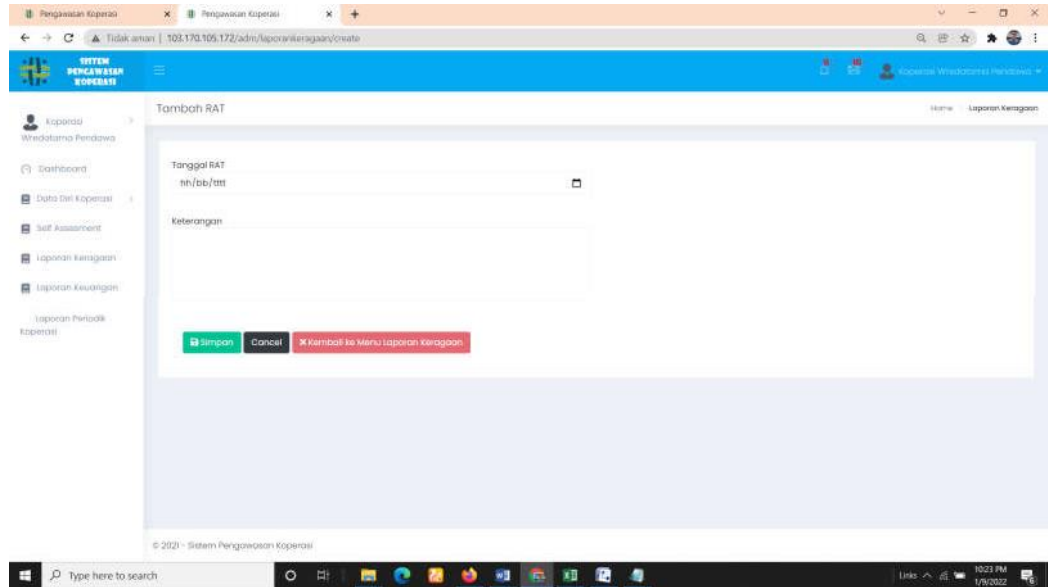 Pengawasan Koperasi
Pengawasan Koperasi
Tidak aman | 103.170.105.172/adm/laporankeragaan/create
SISTEM
PENGAWASAN
KOPERASI
Koperasi Wredatama Pendawa
Tambah RAT
Home Laporan Keragaan
Koperasi
Wredatama Pendawa
Dashboard
Data Diri Koperasi
Self Assesment
Laporan Keragaan
Laporan Keuangan
Laporan Periodik
Koperasi
Tanggal RAT
hh/bb/tttt
Keterangan
Simpan Cancel Kembali ke Menu Laporan Keragaan
© 2021 - Sistem Pengawasan Koperasi
Type here to search
Links
10:23 PM
1/9/2022